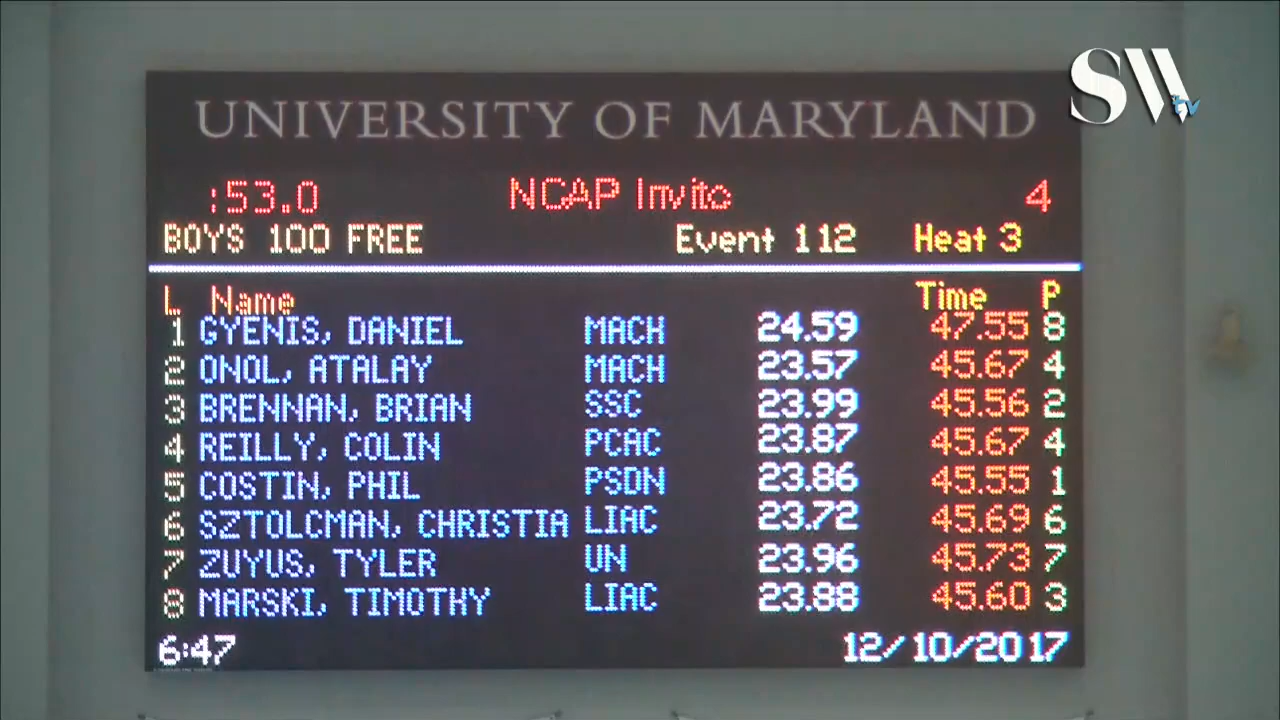 SW TV
UNIVERSITY OF MARYLAND
:53.0 NCAP Invite 4
BOYS 100 FREE Event 112 Heat 3
L Name Time P
1 GYENIS, DANIEL MACH 24.59 47.55 8
2 ONOL, ATALAY MACH 23.57 45.67 4
3 BRENNAN, BRIAN SSC 23.99 45.56 2
4 REILLY, COLIN PCAC 23.87 45.67 4
5 COSTIN, PHIL PSDN 23.86 45.55 1
6 SZTOLCMAN, CHRISTIA LIAC 23.72 45.69 6
7 ZUYUS, TYLER UN 23.96 45.73 7
8 MARSKI, TIMOTHY LIAC 23.88 45.60 3
6:47 12/10/2017